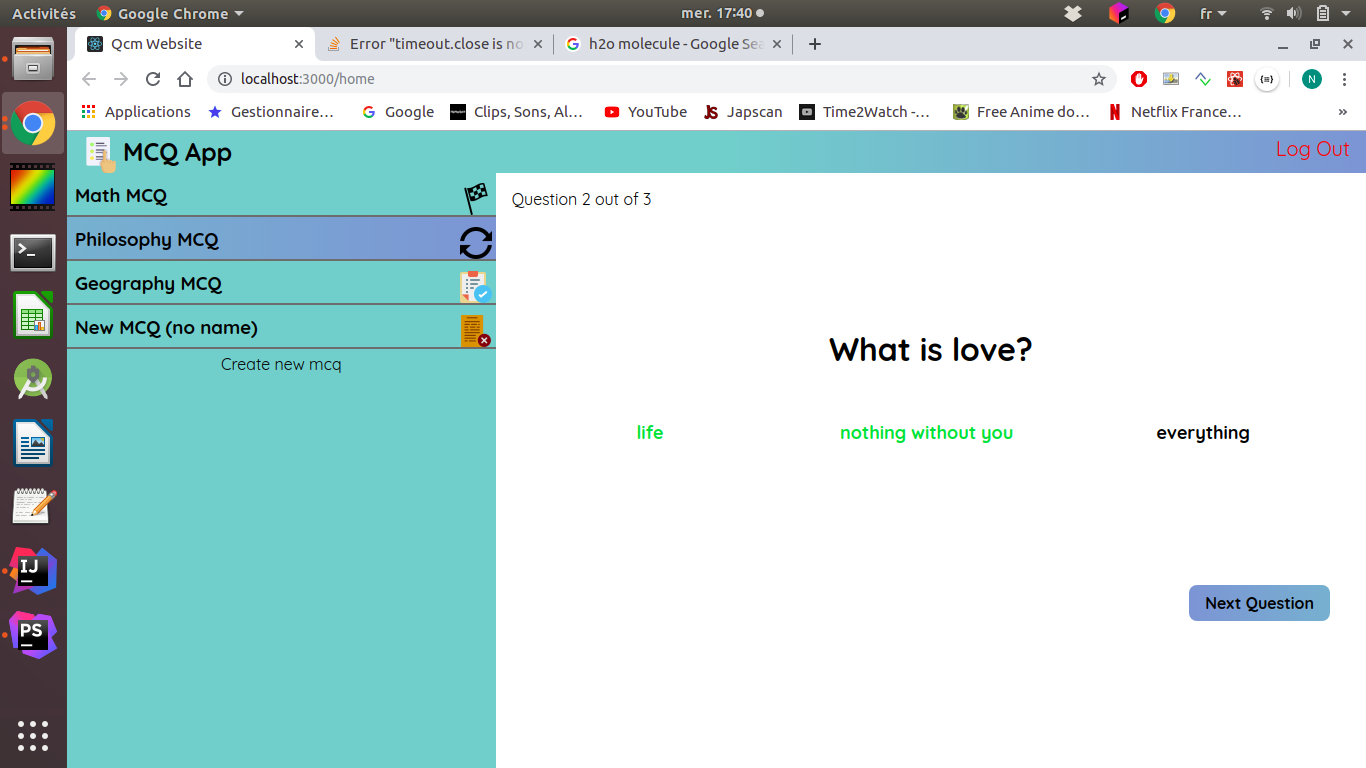 Activités Google Chrome mer. 17:40 fr
Qcm Website Error "timeout.close is no h2o molecule - Google Sea
localhost:3000/home N
Applications Gestionnaire… Google Clips, Sons, Al… YouTube JS Japscan Time2Watch -… Free Anime do… Netflix France… »
MCQ App Log Out
Math MCQ
Philosophy MCQ
Geography MCQ
New MCQ (no name)
Create new mcq
Question 2 out of 3
What is love?
life nothing without you everything
Next Question
IJ
PS